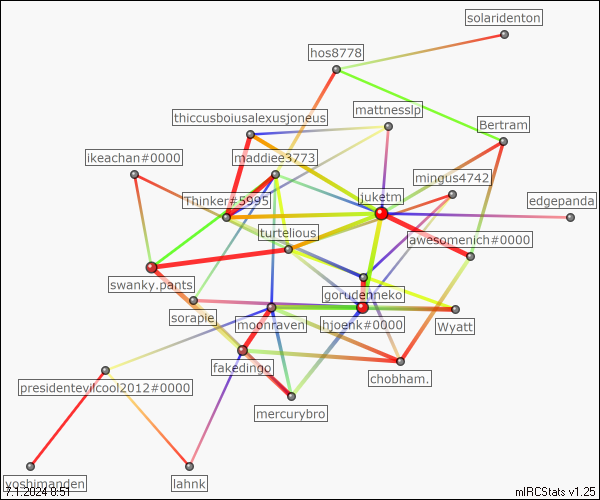 solaridenton
hos8778
mattnesslp
thiccusboiusalexusjoneus
Bertram
ikeachan#0000
maddiee3773
mingus4742
Thinker#5995
juketm
edgepanda
turtelious
awesomenich#0000
swanky.pants
gorudenneko
sorapie
moonraven
hjoenk#0000
Wyatt
fakedingo
chobham.
presidentevilcool2012#0000
mercurybro
yoshimanden
lahnk
7.1.2024 8:51
mIRCStats v1.25